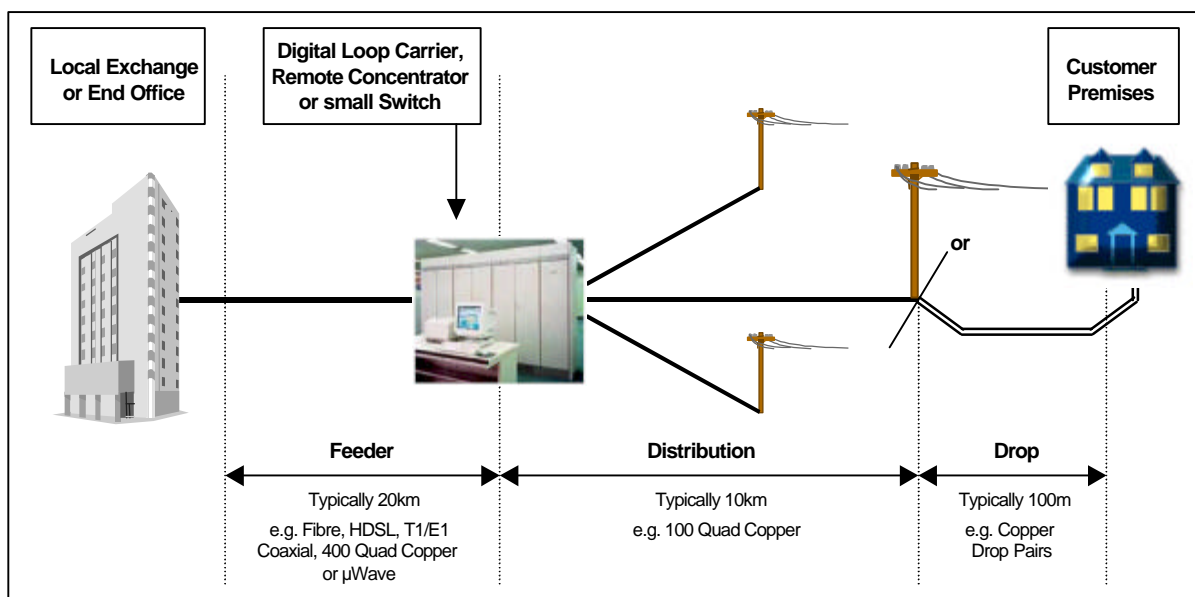 Local Exchange
or End Office
Digital Loop Carrier,
Remote Concentrator
or small Switch
Customer
Premises
or
Feeder
Typically 20km
e.g. Fibre, HDSL, T1/E1
Coaxial, 400 Quad Copper
or µWave
Distribution
Typically 10km
e.g. 100 Quad Copper
Drop
Typically 100m
e.g. Copper
Drop Pairs